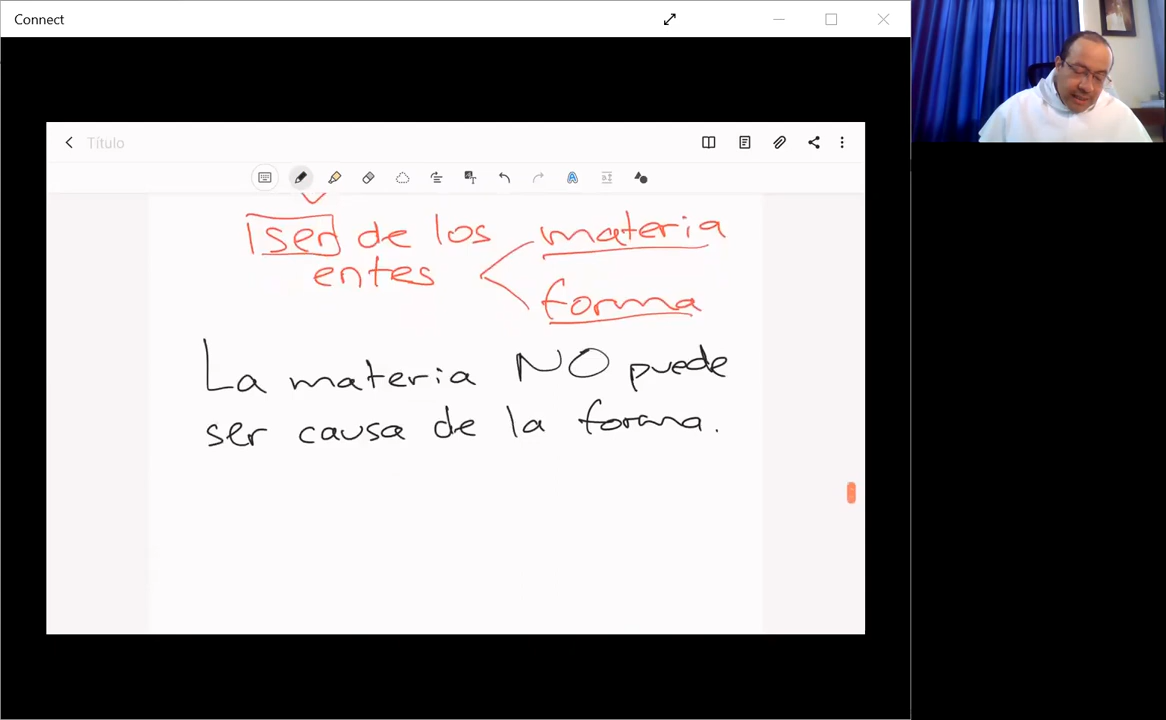 Connect
Título
ser de los
entes
materia
forma
La materia NO puede
ser causa de la forma.